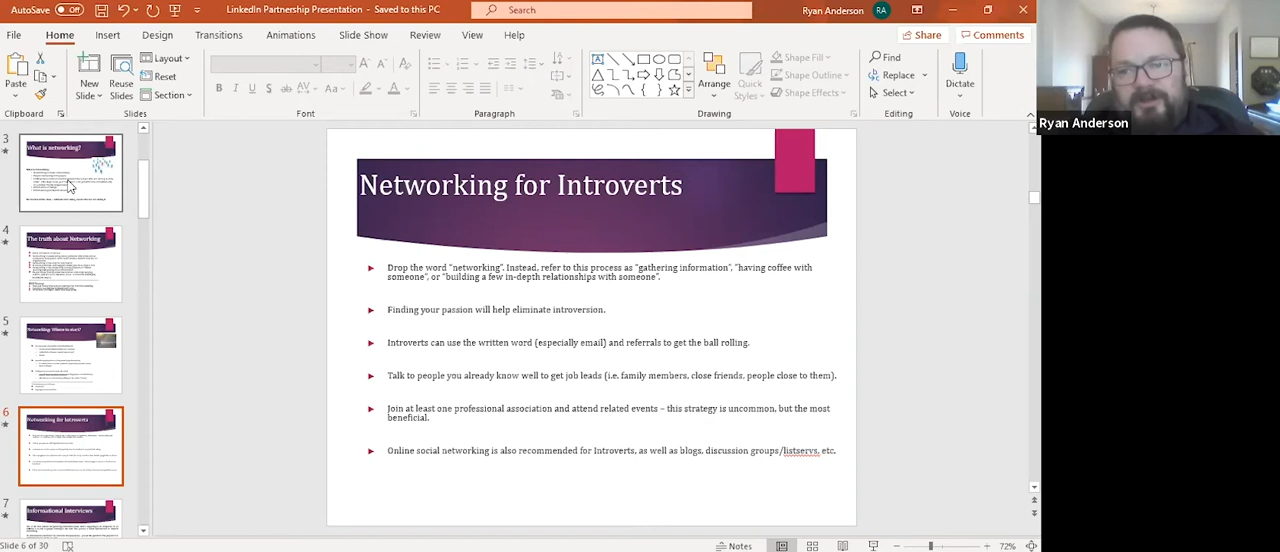 AutoSave Off LinkedIn Partnership Presentation - Saved to this PC Search Ryan Anderson RA
File Home Insert Design Transitions Animations Slide Show Review View Help Share Comments
Paste New Slide Reuse Slides Layout Reset Section Arrange Quick Styles Shape Fill Shape Outline Shape Effects Find Replace Select Dictate
Clipboard Slides Font Paragraph Drawing Editing Voice
Ryan Anderson
3
What is networking?
4
The truth about Networking
5
Networking: Where to start?
6
Networking for Introverts
7
Informational Interviews
Networking for Introverts
Drop the word "networking". Instead, refer to this process as "gathering information", "having coffee with
someone", or "building a few in-depth relationships with someone".
Finding your passion will help eliminate introversion.
Introverts can use the written word (especially email) and referrals to get the ball rolling.
Talk to people you already know well to get job leads (i.e. family members, close friends, people close to them).
Join at least one professional association and attend related events – this strategy is uncommon, but the most
beneficial.
Online social networking is also recommended for Introverts, as well as blogs, discussion groups/listservs, etc.
Slide 6 of 30 Notes 72%